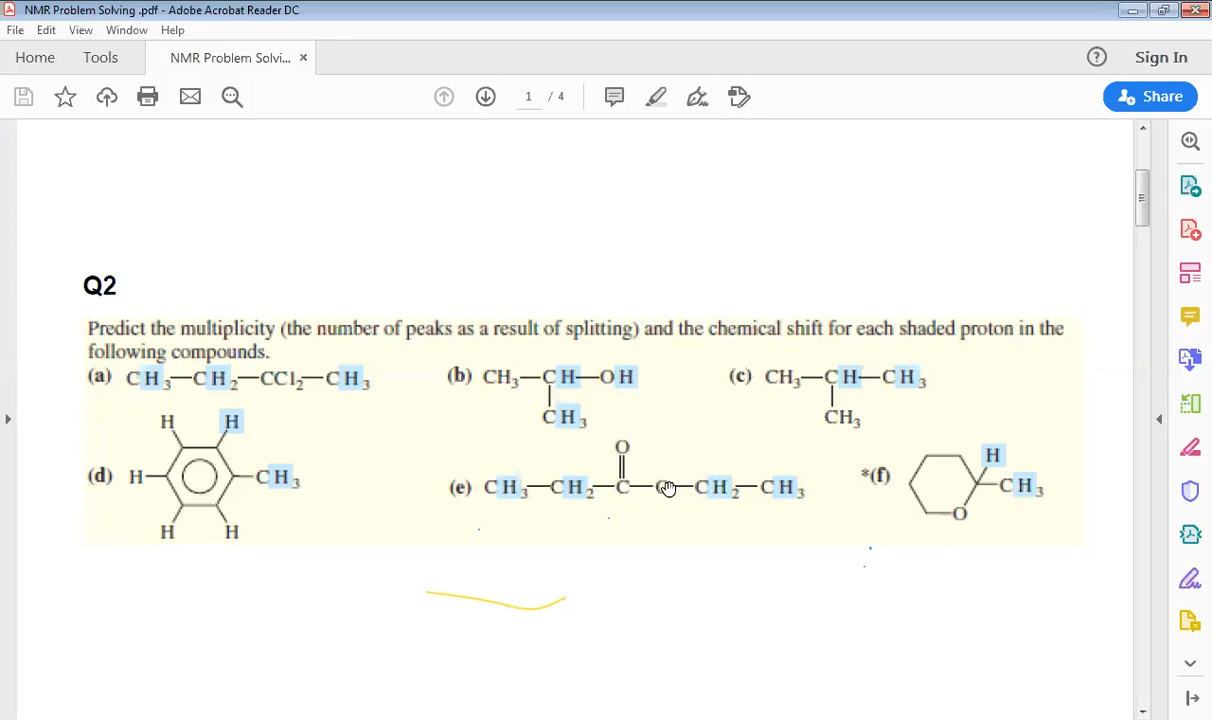 NMR Problem Solving .pdf - Adobe Acrobat Reader DC
File Edit View Window Help
Home Tools NMR Problem Solvi... × ? Sign In
1 / 4 Share
Q2
Predict the multiplicity (the number of peaks as a result of splitting) and the chemical shift for each shaded proton in the
following compounds.
(a) CH₃—CH₂—CCl₂—CH₃ (b) CH₃—CH—OH (c) CH₃—CH—CH₃
CH₃ CH₃
H H O H
(d) H CH₃ (e) CH₃—CH₂—C— —CH₂—CH₃ *(f) CH₃
O
H H